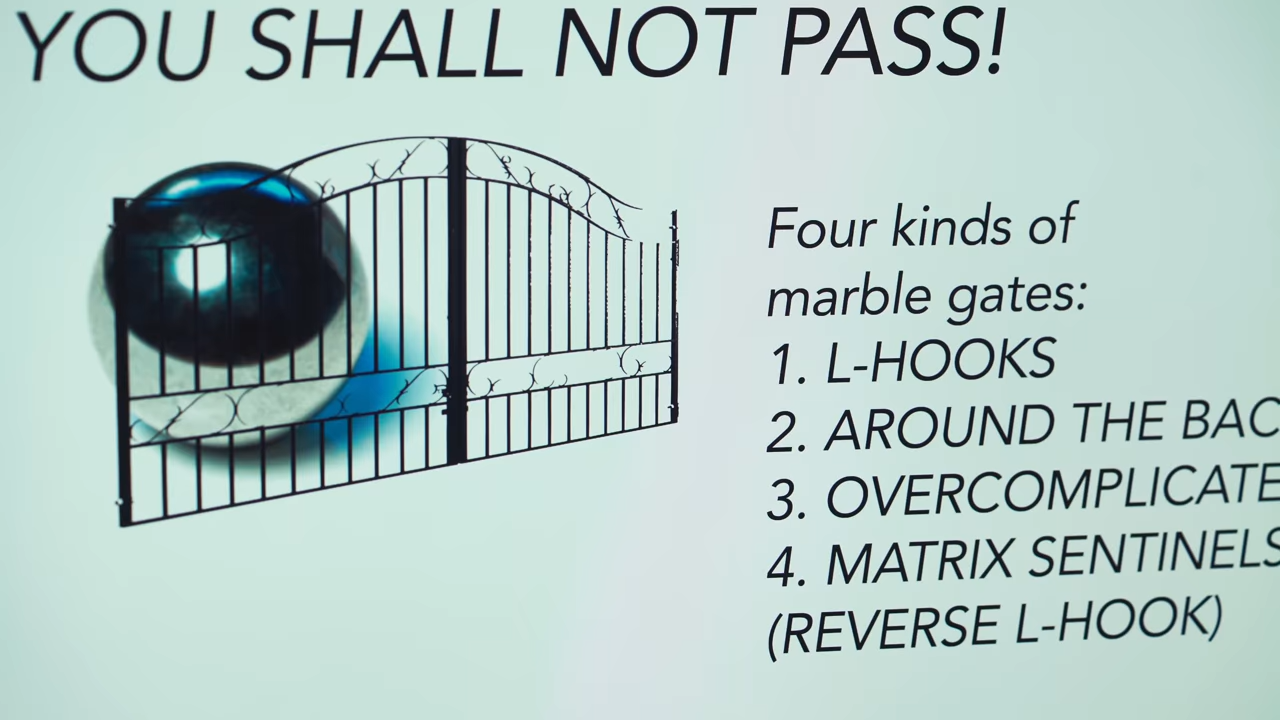 YOU SHALL NOT PASS!
Four kinds of
marble gates:
1. L-HOOKS
2. AROUND THE BAC
3. OVERCOMPLICATE
4. MATRIX SENTINELS
(REVERSE L-HOOK)